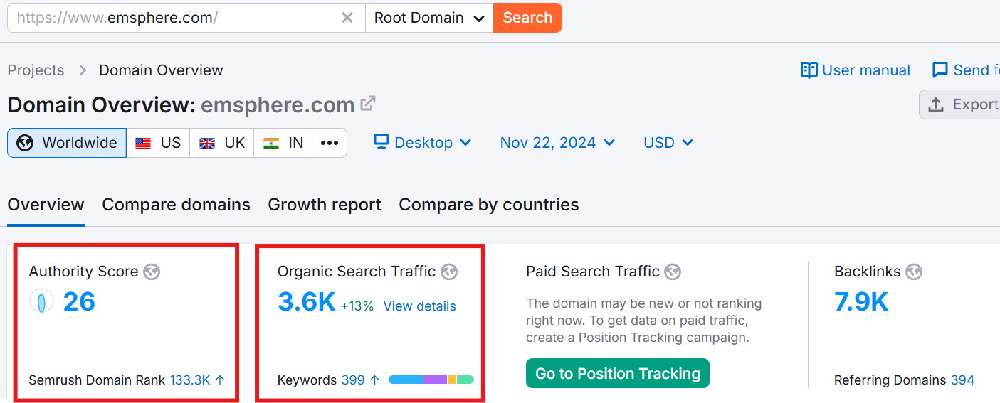 https://www.emsphere.com/ Root Domain Search
Projects Domain Overview User manual Send f
Domain Overview: emsphere.com Export
Worldwide US UK IN ••• Desktop Nov 22, 2024 USD
Overview Compare domains Growth report Compare by countries
Authority Score
26
Semrush Domain Rank 133.3K ↑
Organic Search Traffic
3.6K +13% View details
Keywords 399 ↑
Paid Search Traffic
The domain may be new or not ranking
right now. To get data on paid traffic,
create a Position Tracking campaign.
Go to Position Tracking
Backlinks
7.9K
Referring Domains 394